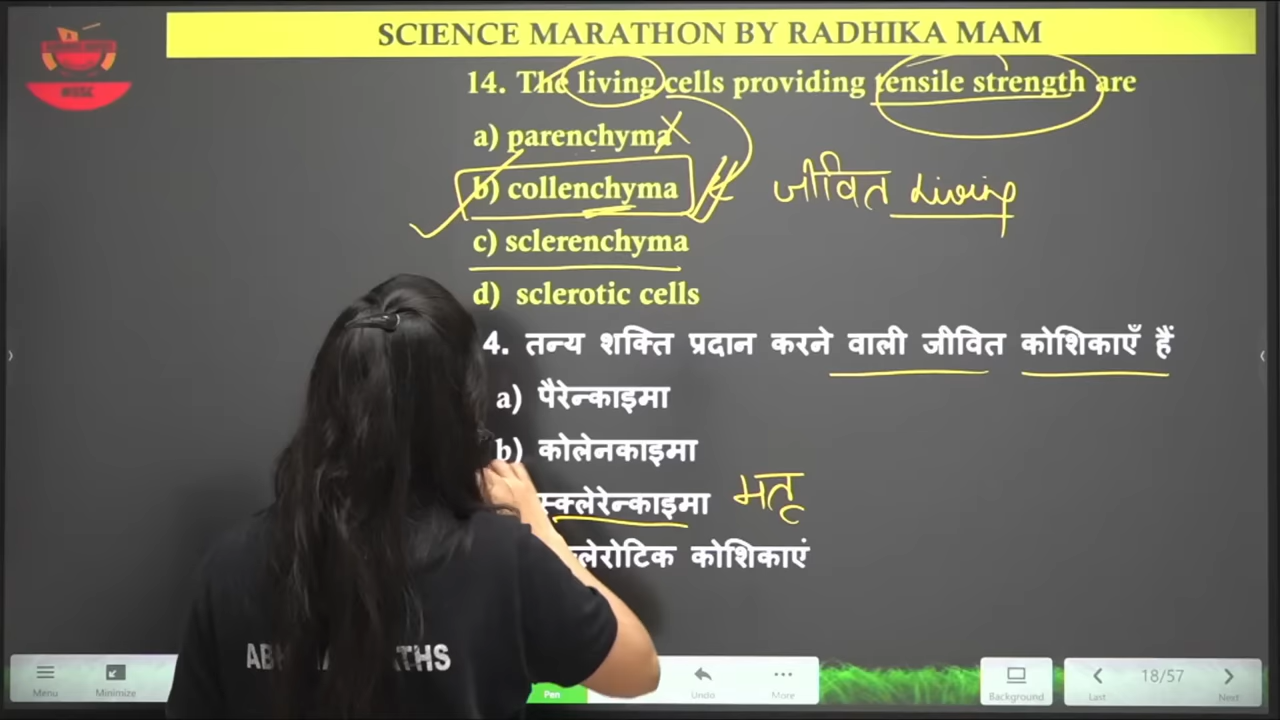 SCIENCE MARATHON BY RADHIKA MAM
14. The living cells providing tensile strength are
a) parenchyma
b) collenchyma
जीवित Living
c) sclerenchyma
d) sclerotic cells
4. तन्य शक्ति प्रदान करने वाली जीवित कोशिकाएँ हैं
a) पैरेन्काइमा
b) कोलेनकाइमा
स्क्लेरेन्काइमा
लेरोटिक कोशिकाएं
Menu
Minimize
Pen
Undo
More
Background
18/57
Last
Next